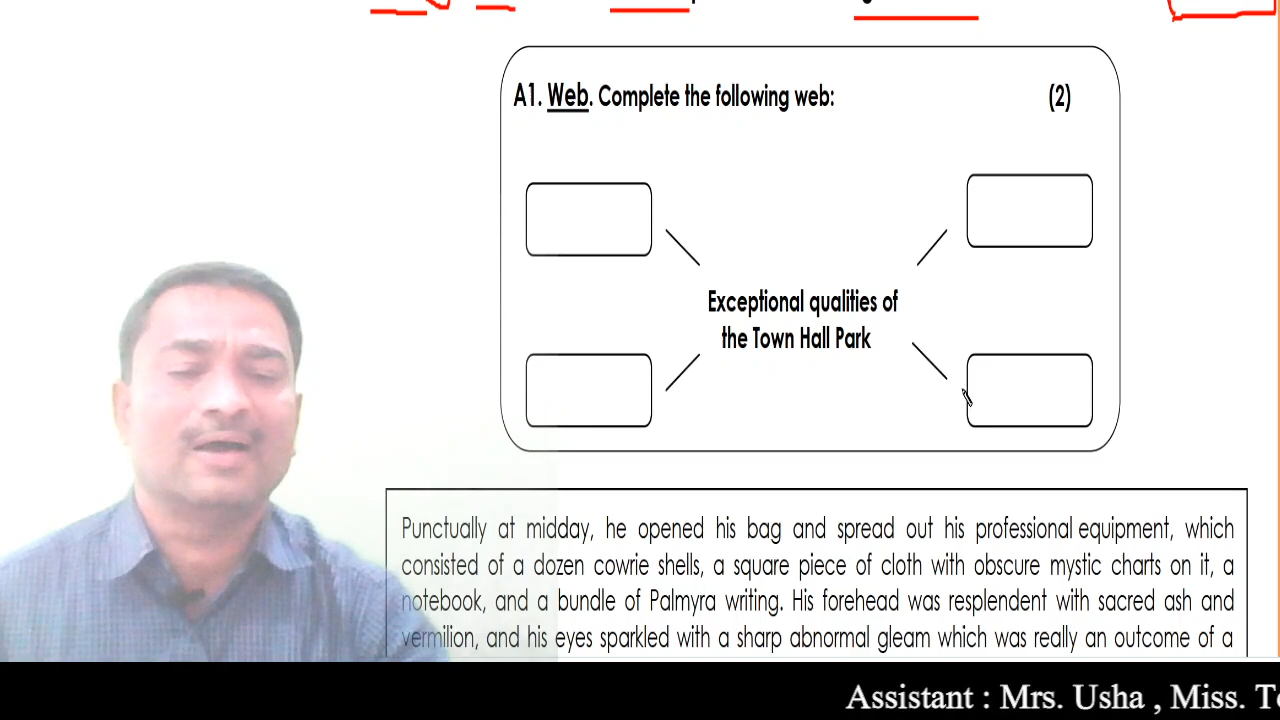 A1. Web. Complete the following web: (2)
Exceptional qualities of
the Town Hall Park
Punctually at midday, he opened his bag and spread out his professional equipment, which
consisted of a dozen cowrie shells, a square piece of cloth with obscure mystic charts on it, a
notebook, and a bundle of Palmyra writing. His forehead was resplendent with sacred ash and
vermilion, and his eyes sparkled with a sharp abnormal gleam which was really an outcome of a
Assistant : Mrs. Usha , Miss.